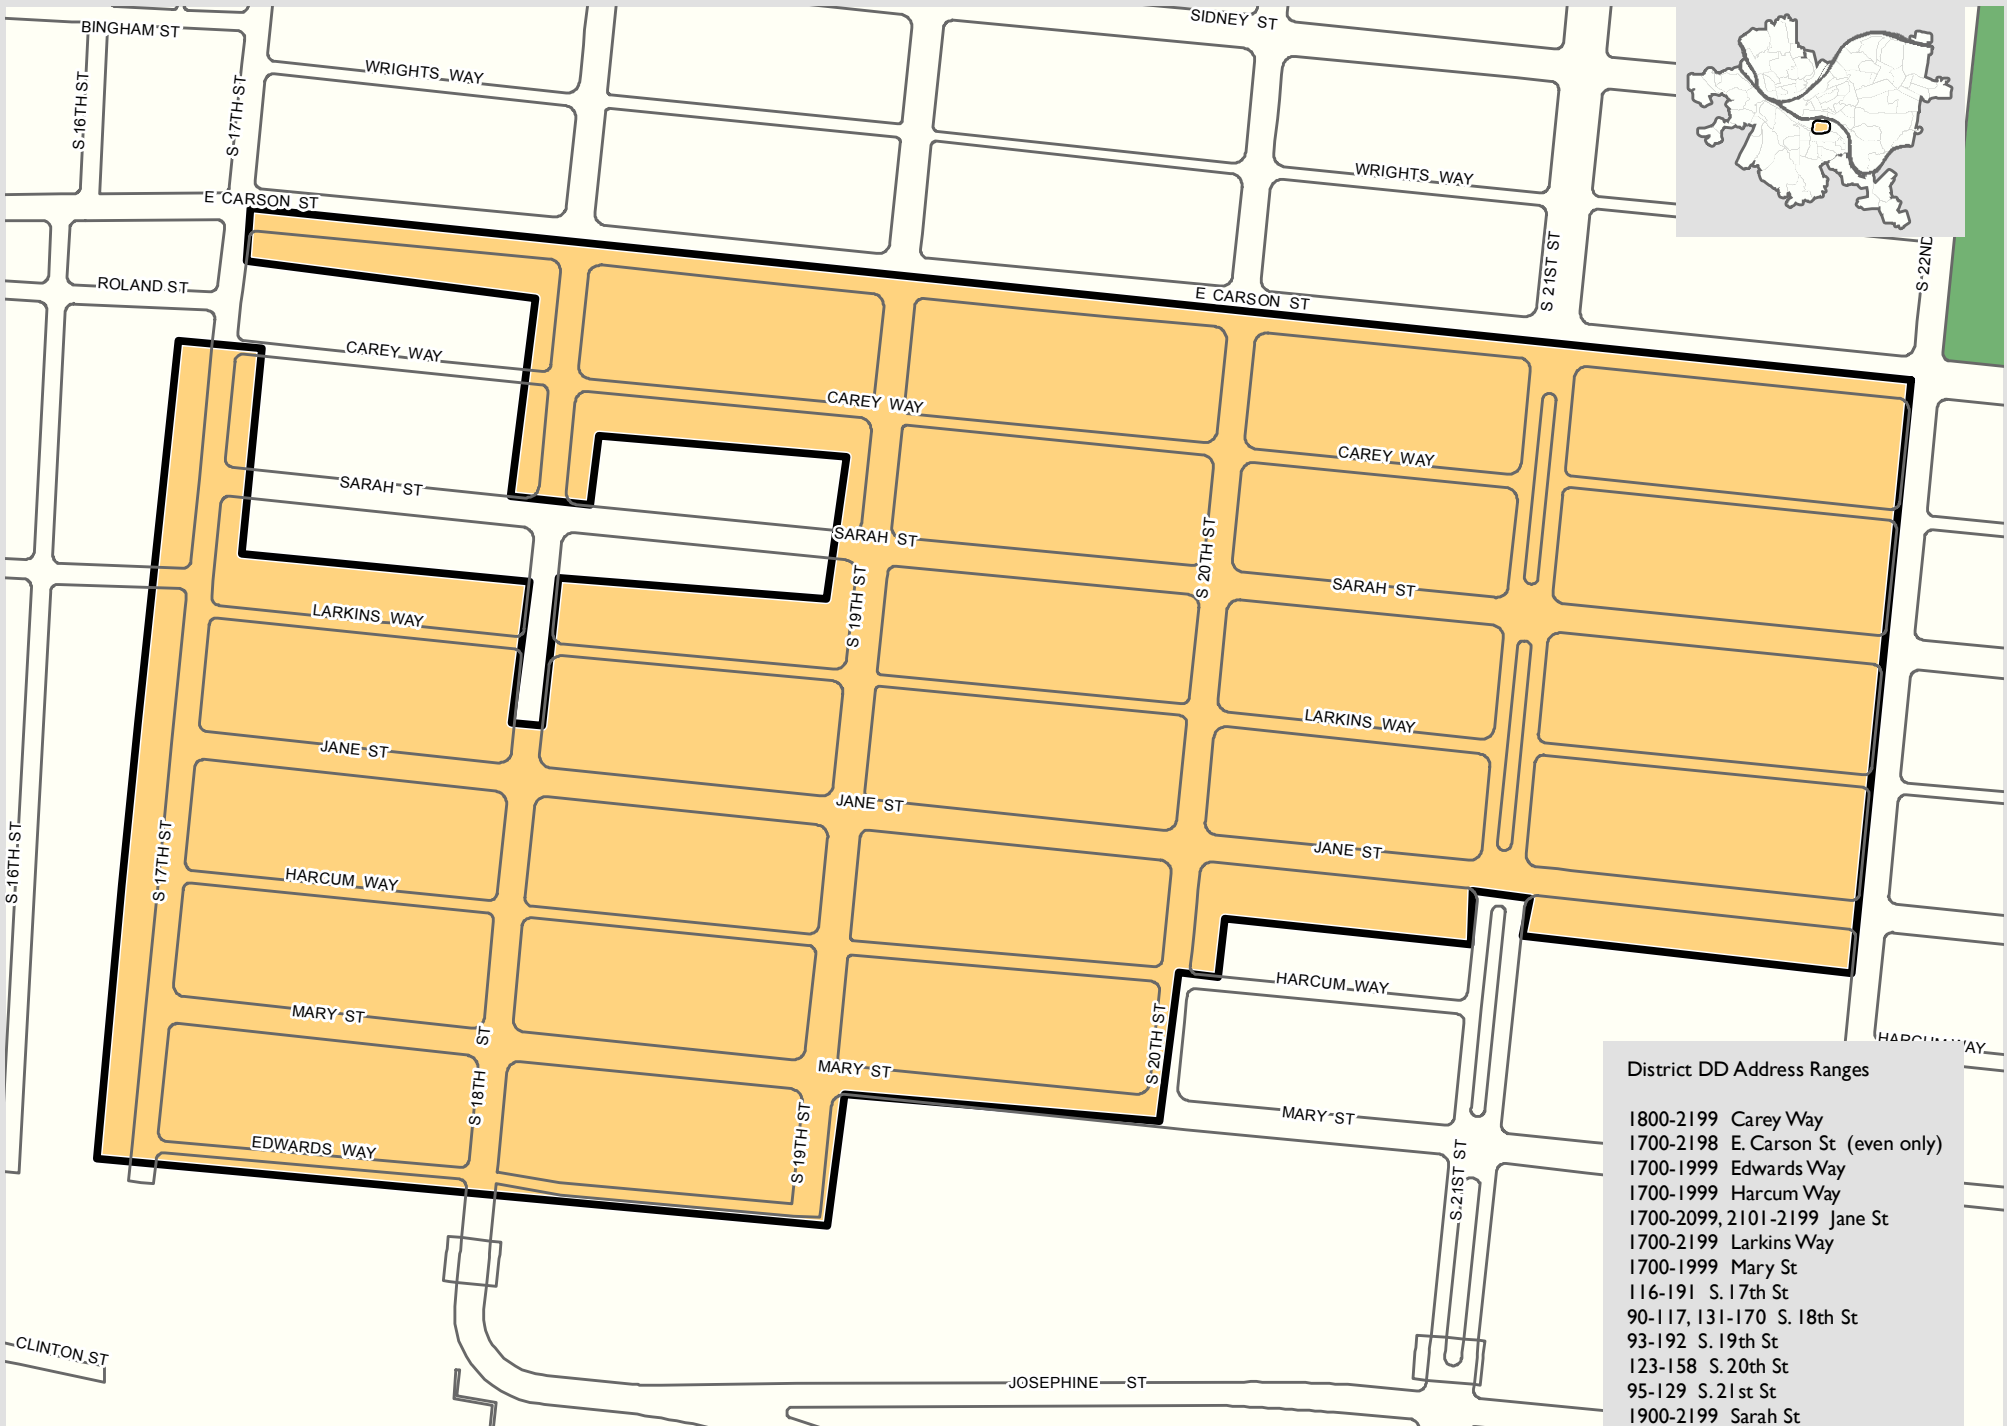 SIDNEY ST
BINGHAM ST
WRIGHTS WAY
S 16TH ST
S 17TH ST
WRIGHTS WAY
E CARSON ST
S 21ST ST
S 22ND
ROLAND ST
E CARSON ST
CAREY WAY
CAREY WAY
CAREY WAY
SARAH ST
SARAH ST
S 20TH ST
SARAH ST
S 19TH ST
LARKINS WAY
LARKINS WAY
JANE ST
JANE ST
JANE ST
S 16TH ST
S 17TH ST
HARCUM WAY
HARCUM WAY
MARY ST
S 20TH ST
HARCUM WAY
S 18TH ST
MARY ST
MARY ST
S 19TH ST
EDWARDS WAY
S 21ST ST
CLINTON ST
JOSEPHINE ST
District DD Address Ranges
1800-2199 Carey Way
1700-2198 E. Carson St (even only)
1700-1999 Edwards Way
1700-1999 Harcum Way
1700-2099, 2101-2199 Jane St
1700-2199 Larkins Way
1700-1999 Mary St
116-191 S. 17th St
90-117, 131-170 S. 18th St
93-192 S. 19th St
123-158 S. 20th St
95-129 S. 21st St
1900-2199 Sarah St